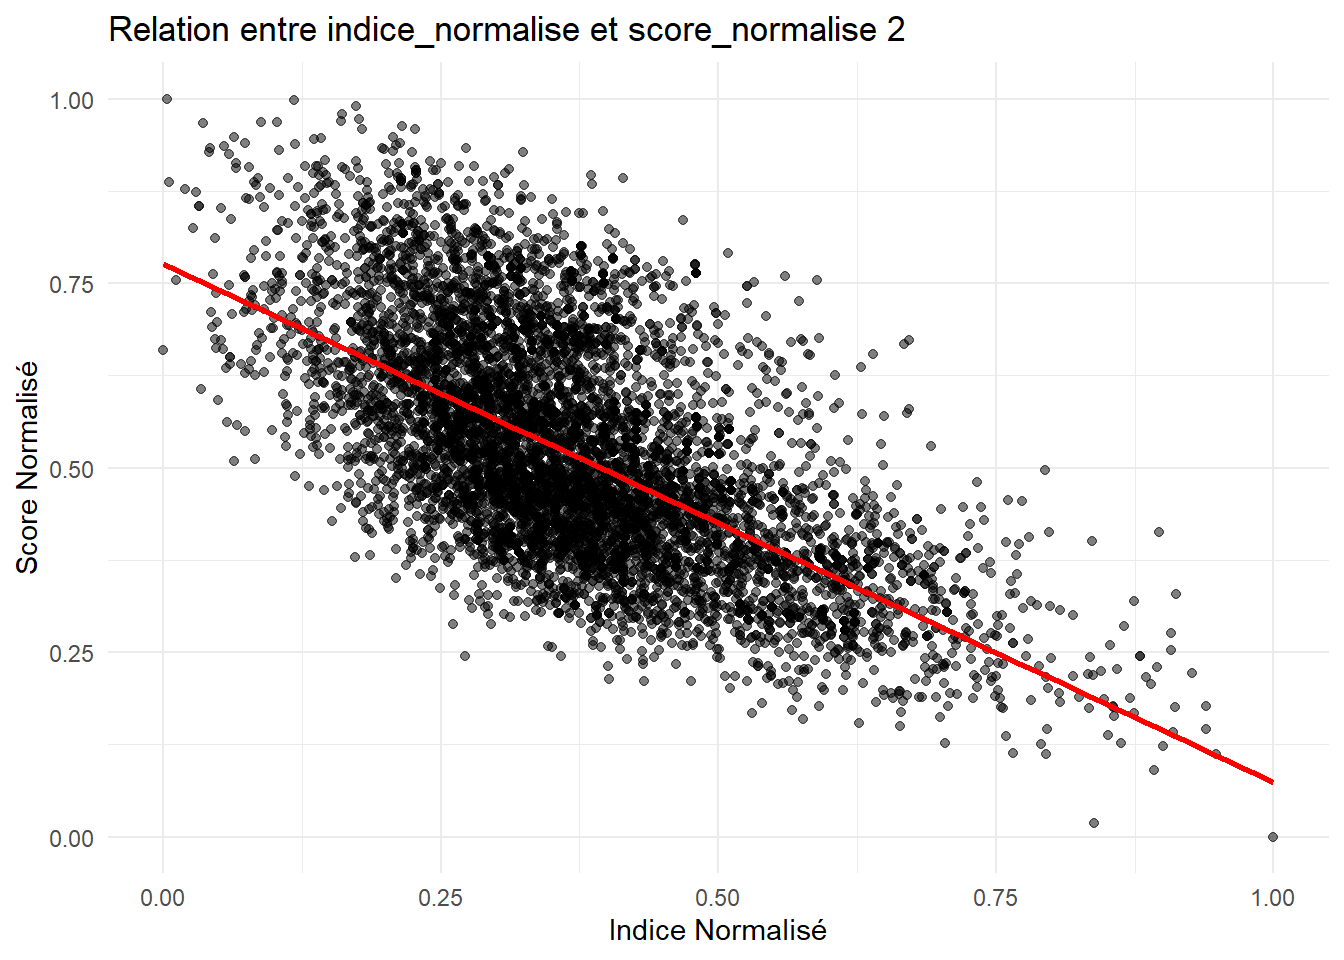 Relation entre indice_normalise et score_normalise 2
1.00
0.75
0.50
0.25
0.00
Score Normalisé
0.00 0.25 0.50 0.75 1.00
Indice Normalisé